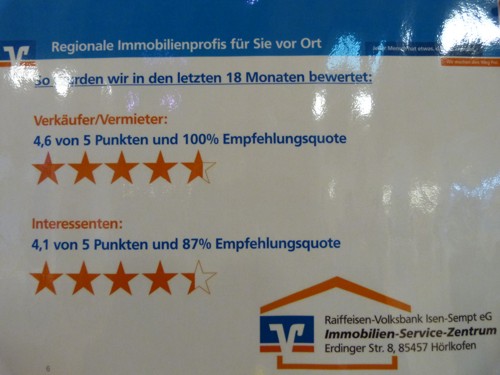 Regionale Immobilienprofis für Sie vor Ort
So wurden wir in den letzten 18 Monaten bewertet:
Verkäufer/Vermieter:
4,6 von 5 Punkten und 100% Empfehlungsquote
Interessenten:
4,1 von 5 Punkten und 87% Empfehlungsquote
Raiffeisen-Volksbank Isen-Sempt eG
Immobilien-Service-Zentrum
Erdinger Str. 8, 85457 Hörlkofen
6